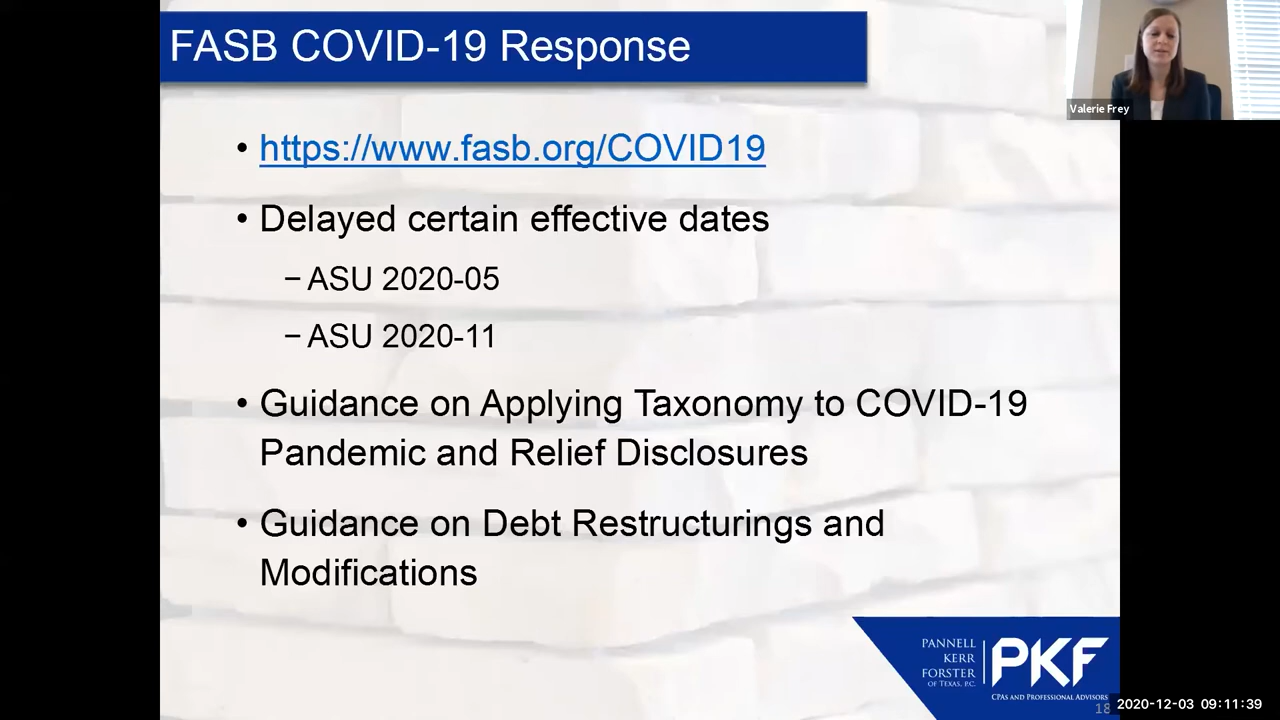 FASB COVID-19 Response
Valerie Frey
• https://www.fasb.org/COVID19
• Delayed certain effective dates
– ASU 2020-05
– ASU 2020-11
• Guidance on Applying Taxonomy to COVID-19
Pandemic and Relief Disclosures
• Guidance on Debt Restructurings and
Modifications
PANNELL
KERR
FORSTER
OF TEXAS, P.C.
PKF
CPAS AND PROFESSIONAL ADVISORS
18
2020-12-03 09:11:39